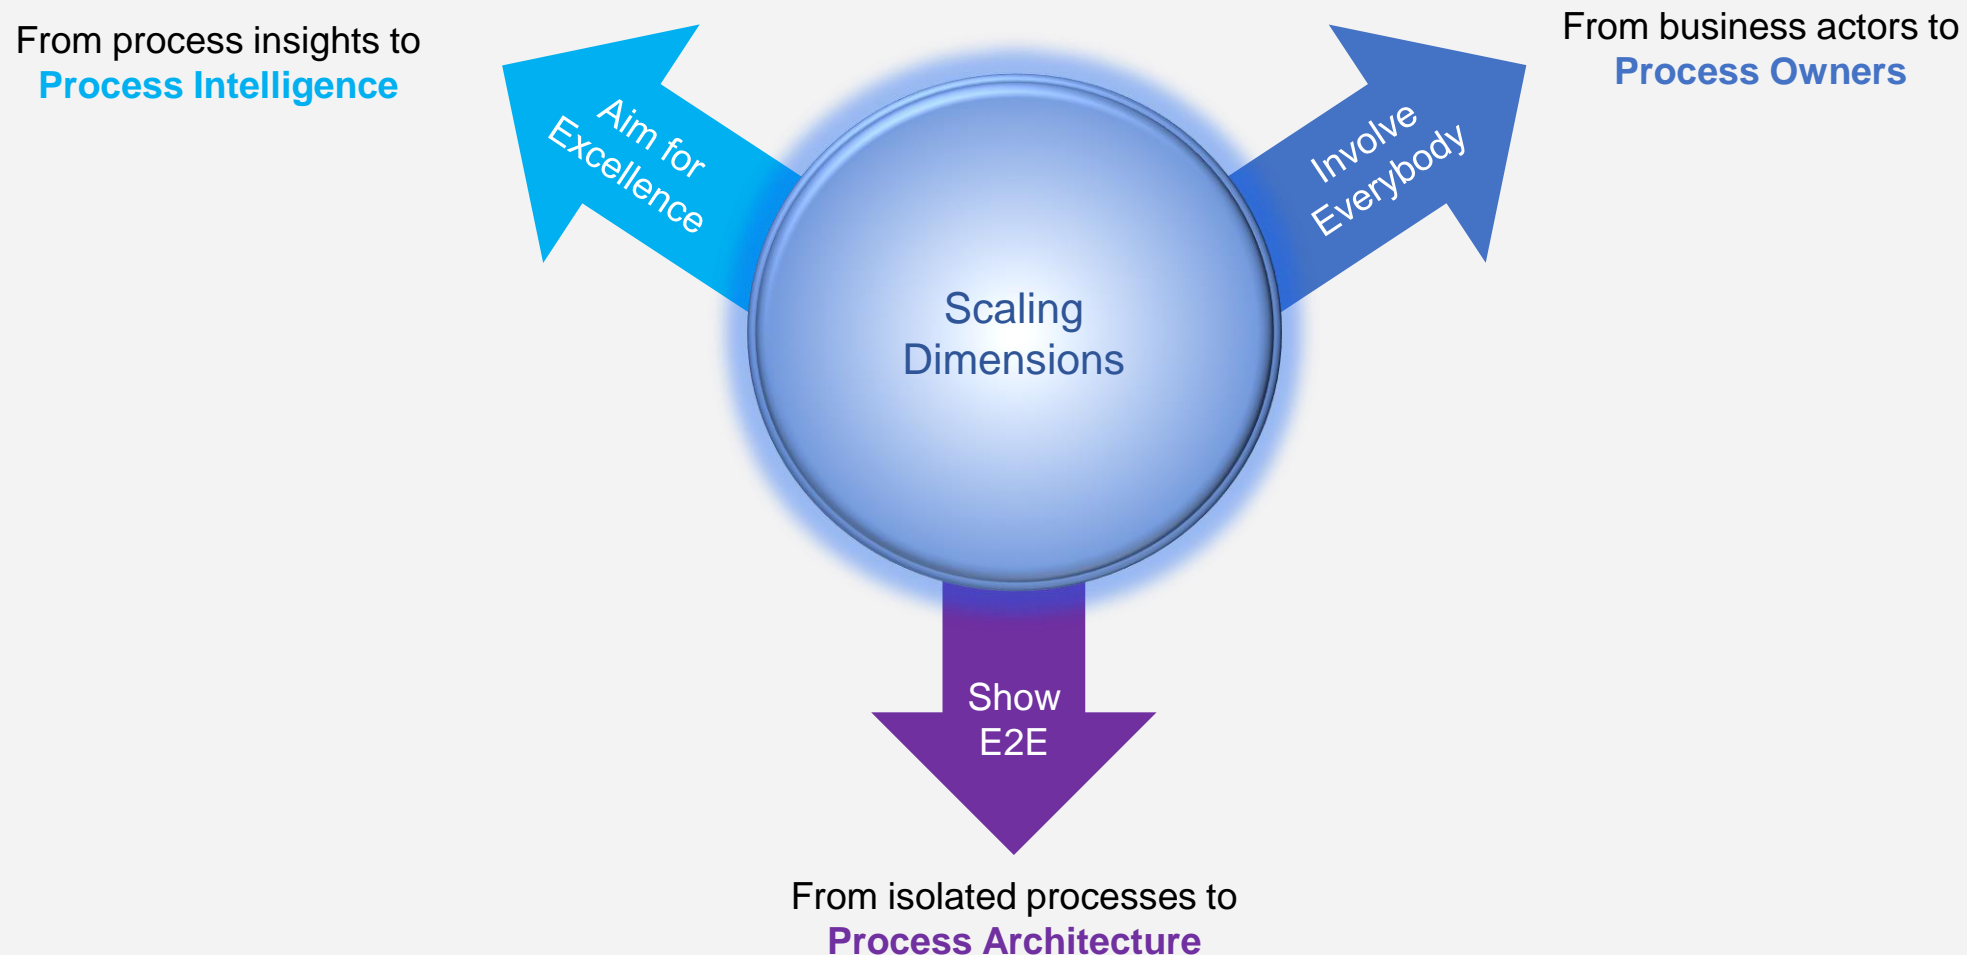 From process insights to
Process Intelligence
From business actors to
Process Owners
Aim for
Excellence
Involve
Everybody
Scaling
Dimensions
Show
E2E
From isolated processes to
Process Architecture